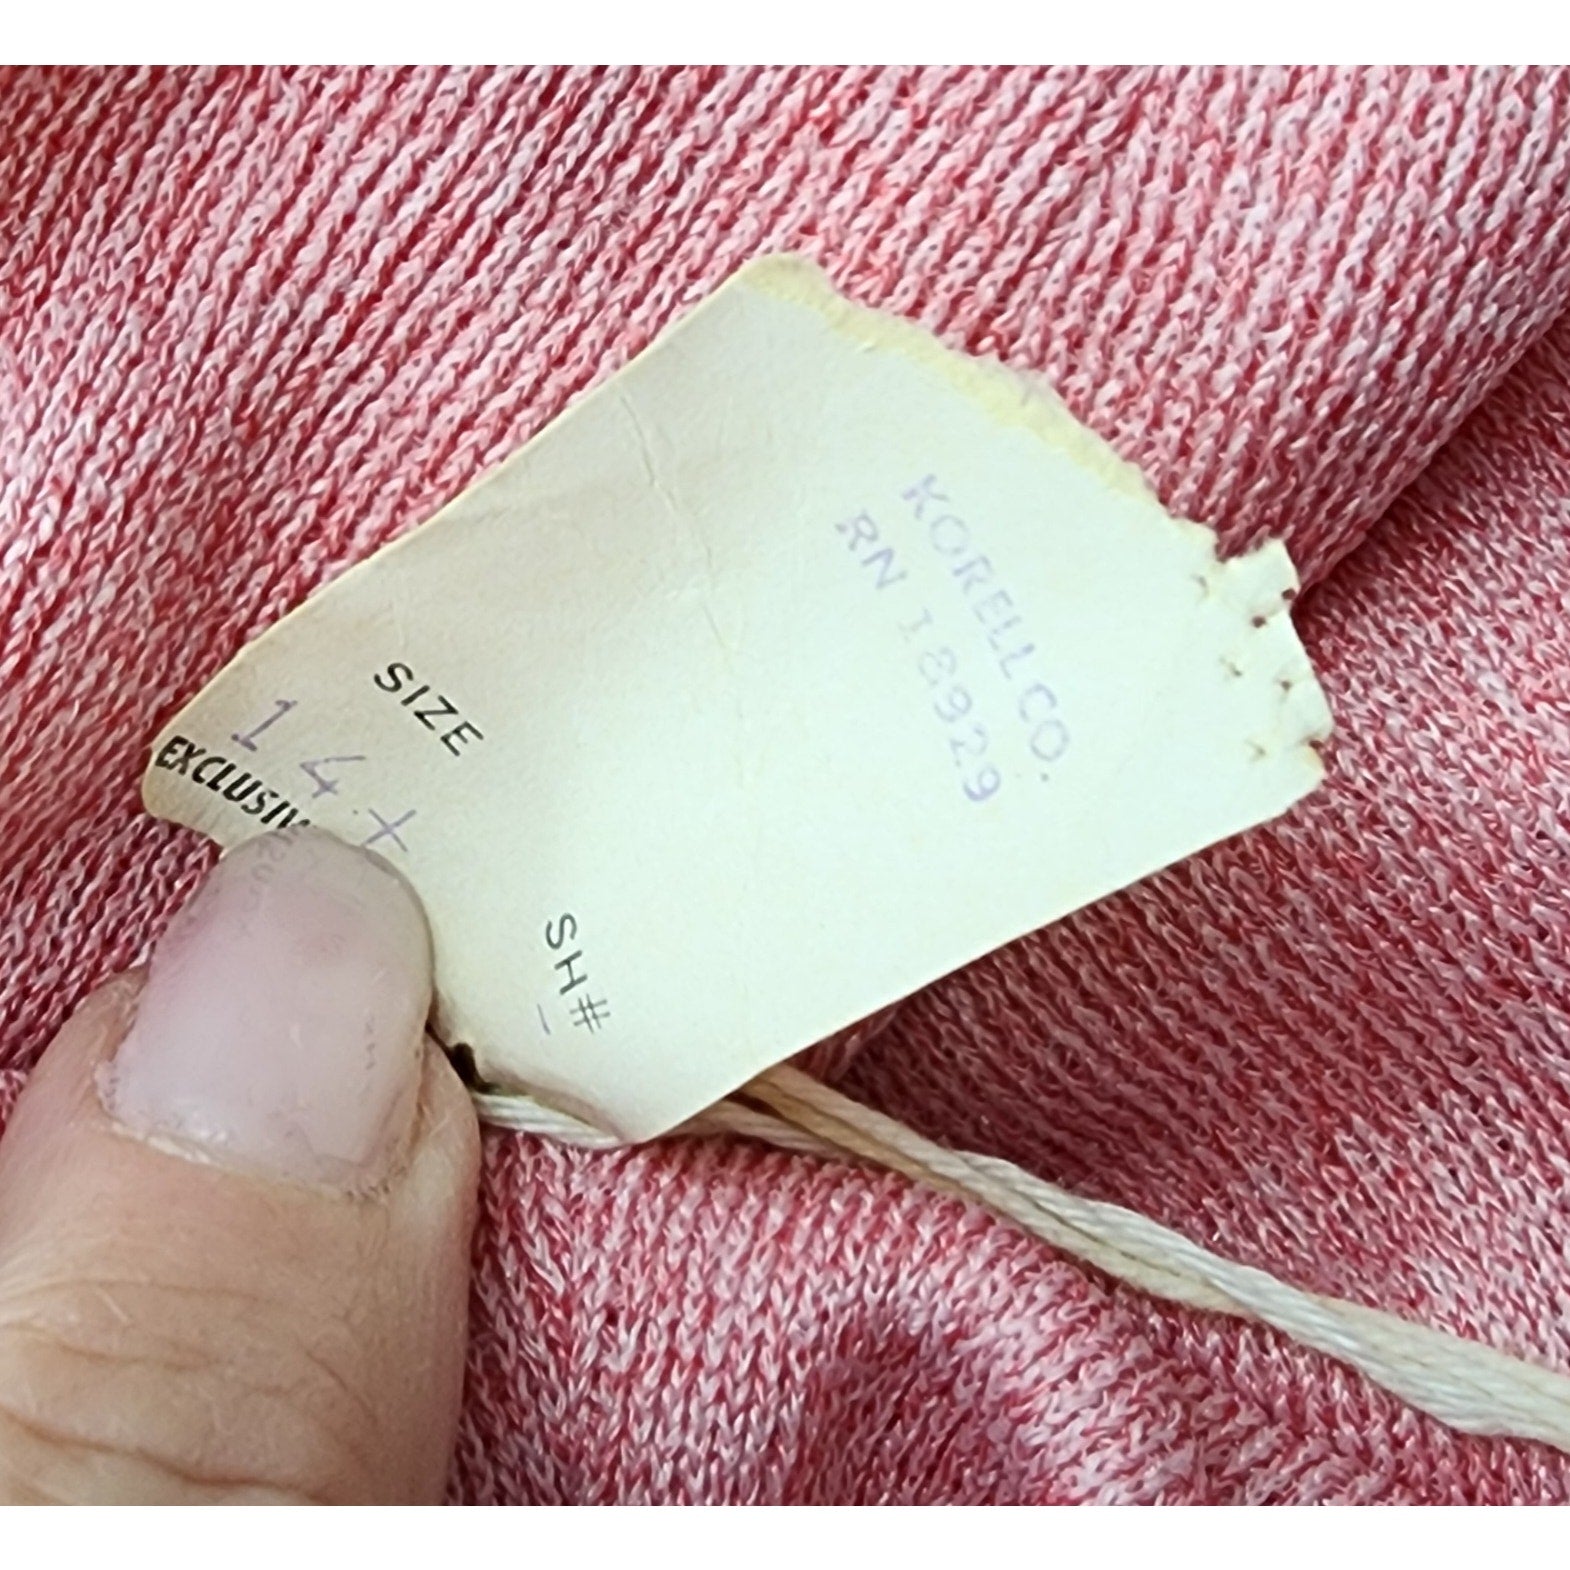 KORELL CO.
RN 18929
SIZE
14+
SH#
EXCLUSIV